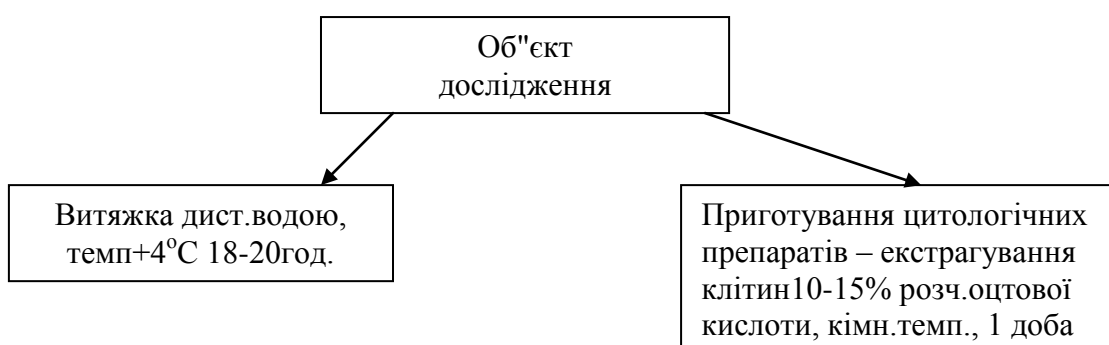 Об"єкт
дослідження
Витяжка дист.водою,
темп+4°С 18-20год.
Приготування цитологічних
препаратів – екстрагування
клітин10-15% розч.оцтової
кислоти, кімн.темп., 1 доба